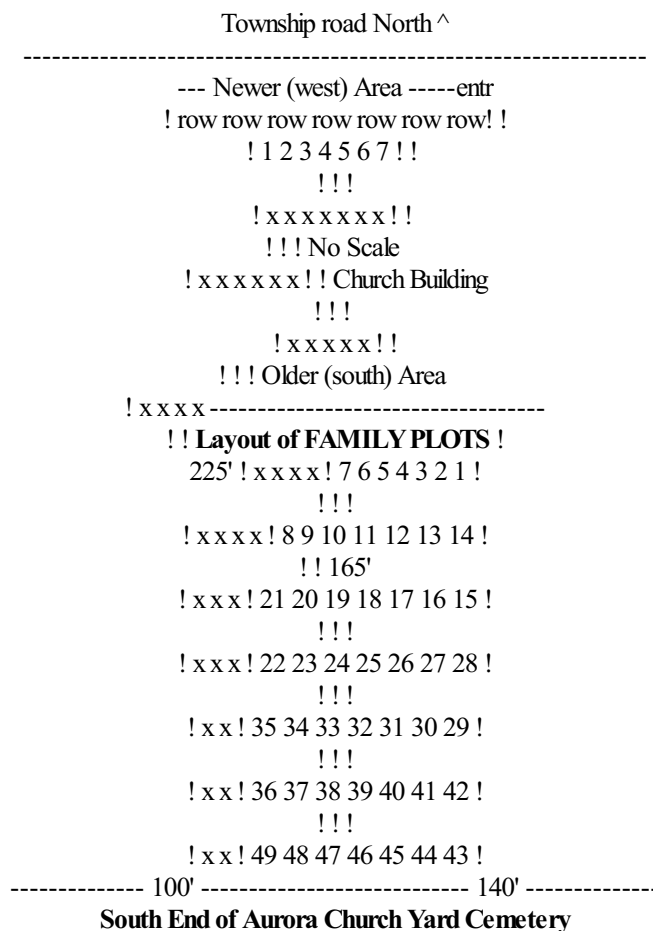 Township road North ^
------------------------------------------------------------------
--- Newer (west) Area -----entr
! row row row row row row row! !
! 1 2 3 4 5 6 7 ! !
! ! !
! x x x x x x x ! !
! ! ! No Scale
! x x x x x x ! ! Church Building
! ! !
! x x x x x ! !
! ! ! Older (south) Area
! x x x x -----------------------------------
! ! Layout of FAMILY PLOTS !
225' ! x x x x ! 7 6 5 4 3 2 1 !
! ! !
! x x x x ! 8 9 10 11 12 13 14 !
! ! 165'
! x x x ! 21 20 19 18 17 16 15 !
! ! !
! x x x ! 22 23 24 25 26 27 28 !
! ! !
! x x ! 35 34 33 32 31 30 29 !
! ! !
! x x ! 36 37 38 39 40 41 42 !
! ! !
! x x ! 49 48 47 46 45 44 43 !
-------------- 100' ---------------------------- 140' --------------
South End of Aurora Church Yard Cemetery